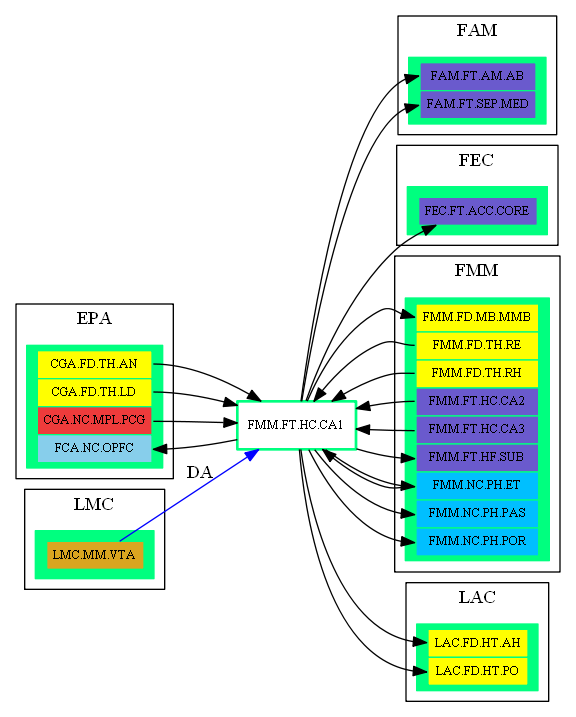 FAM
FAM.FT.AM.AB
FAM.FT.SEP.MED
FEC
FEC.FT.ACC.CORE
FMM
FMM.FD.MB.MMB
FMM.FD.TH.RE
FMM.FD.TH.RH
FMM.FT.HC.CA2
FMM.FT.HC.CA3
FMM.FT.HF.SUB
FMM.NC.PH.ET
FMM.NC.PH.PAS
FMM.NC.PH.POR
EPA
CGA.FD.TH.AN
CGA.FD.TH.LD
CGA.NC.MPL.PCG
FCA.NC.OPFC
FMM.FT.HC.CA1
DA
LMC
LMC.MM.VTA
LAC
LAC.FD.HT.AH
LAC.FD.HT.PO